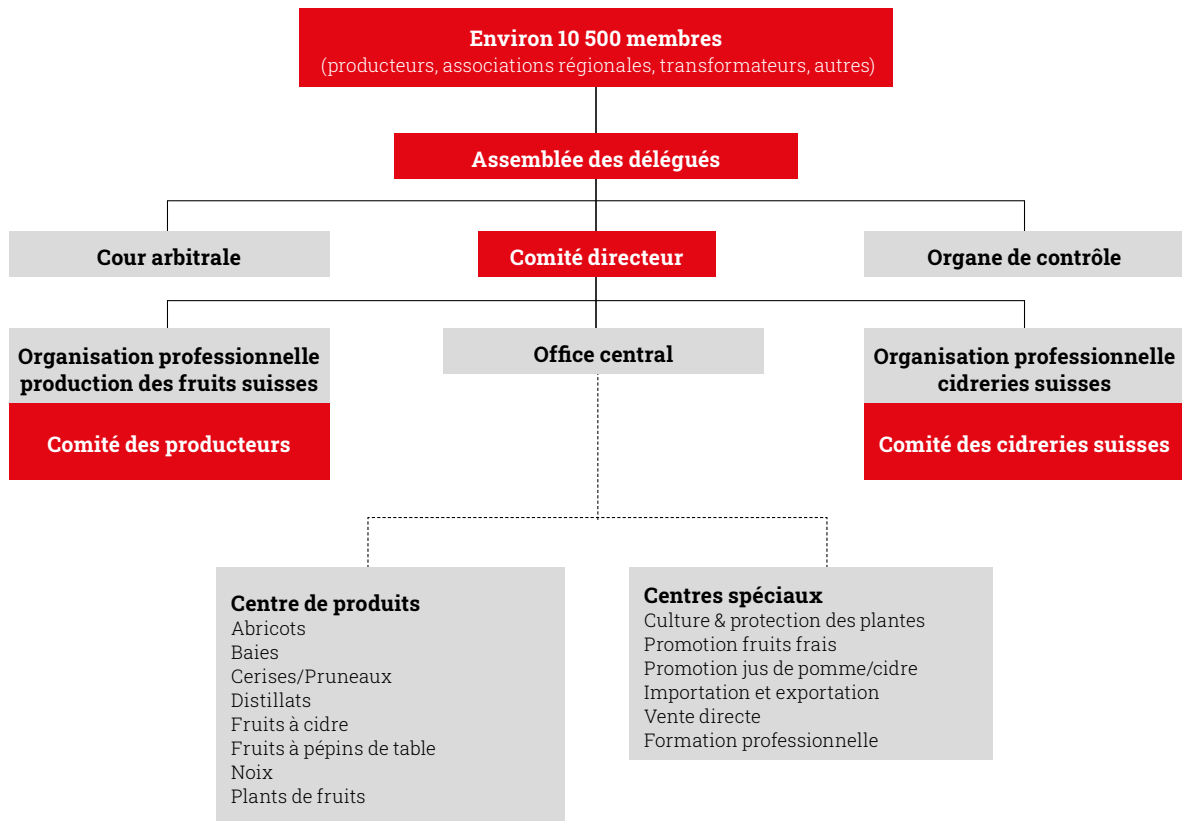 Environ 10 500 membres
(producteurs, associations régionales, transformateurs, autres)
Assemblée des délégués
Cour arbitrale
Comité directeur
Organe de contrôle
Organisation professionnelle
production des fruits suisses
Comité des producteurs
Office central
Organisation professionnelle
cidreries suisses
Comité des cidreries suisses
Centre de produits
Abricots
Baies
Cerises/Pruneaux
Distillats
Fruits à cidre
Fruits à pépins de table
Noix
Plants de fruits
Centres spéciaux
Culture & protection des plantes
Promotion fruits frais
Promotion jus de pomme/cidre
Importation et exportation
Vente directe
Formation professionnelle